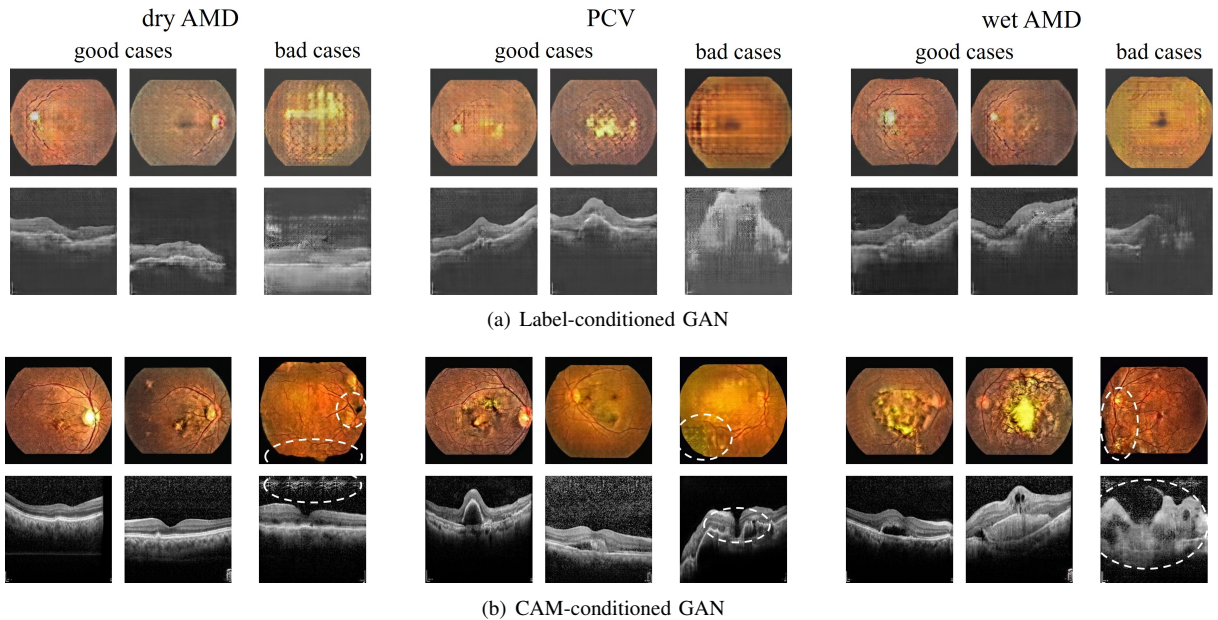 dry AMD
PCV
wet AMD
good cases
bad cases
good cases
bad cases
good cases
bad cases
(a) Label-conditioned GAN
(b) CAM-conditioned GAN